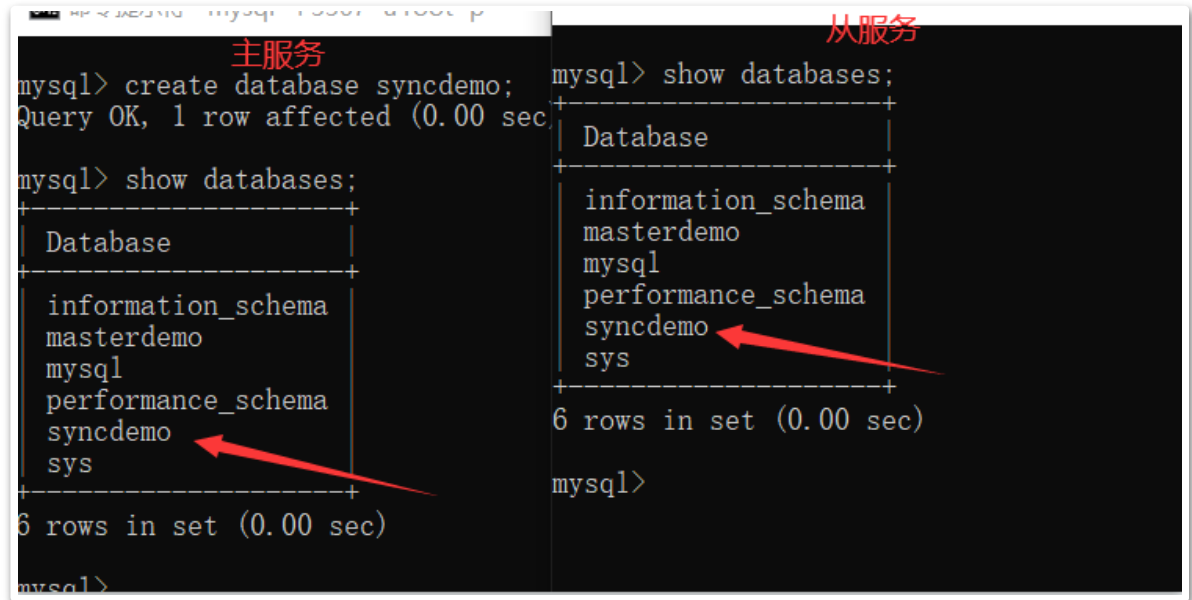 主服务
mysql> create database syncdemo;
Query OK, 1 row affected (0.00 sec
mysql> show databases;
+--------------------+
| Database |
+--------------------+
| information_schema |
| masterdemo
| mysql
| performance_schema |
| syncdemo
| sys |
+--------------------+
6 rows in set (0.00 sec)
mysql>
从服务
mysql> show databases;
+--------------------+
| Database |
+--------------------+
| information_schema |
| masterdemo
| mysql
| performance_schema |
| syncdemo
| sys |
+--------------------+
6 rows in set (0.00 sec)
mysql>